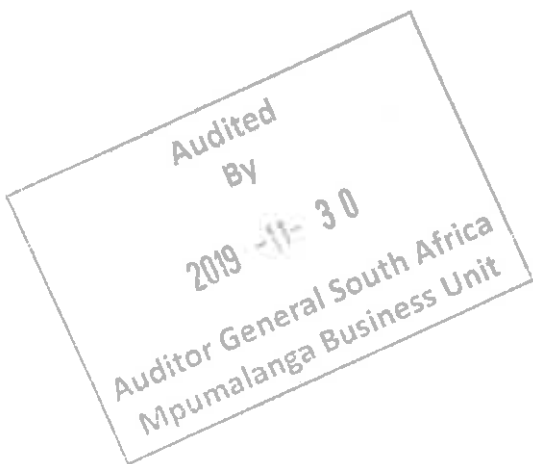 Audited
By
2019 -11- 30
Auditor General South Africa
Mpumalanga Business Unit